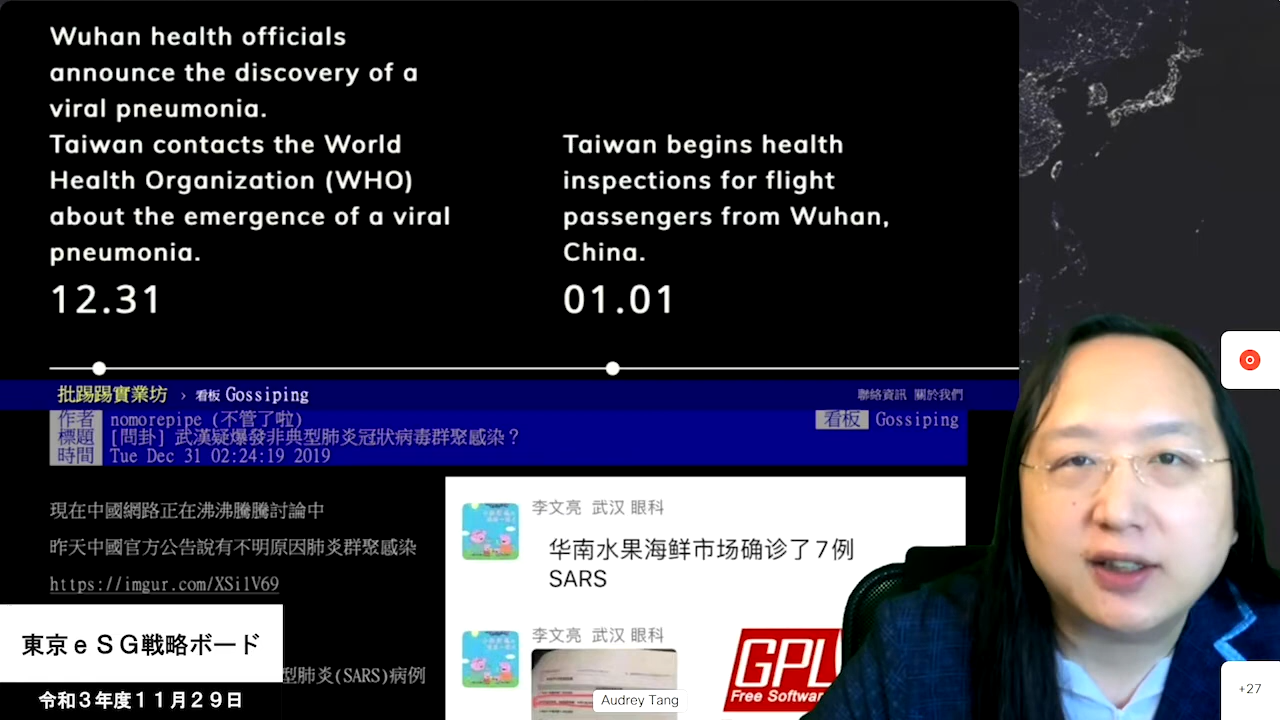 Wuhan health officials
announce the discovery of a
viral pneumonia.
Taiwan contacts the World
Health Organization (WHO)
about the emergence of a viral
pneumonia.
12.31
Taiwan begins health
inspections for flight
passengers from Wuhan,
China.
01.01
批踢踢實業坊 › 看板 Gossiping 聯絡資訊 關於我們
作者 nomorepipe (不管了啦) 看板 Gossiping
標題 [問卦] 武漢疑爆發非典型肺炎冠狀病毒群聚感染？
時間 Tue Dec 31 02:24:19 2019
現在中國網路正在沸沸騰騰討論中
昨天中國官方公告說有不明原因肺炎群聚感染
https://imgur.com/XSi1V69
型肺炎(SARS)病例
李文亮 武汉 眼科
华南水果海鲜市场确诊了7例
SARS
李文亮 武汉 眼科
GPL
Free Softwar
東京ｅＳＧ戦略ボード
令和３年度１１月２９日
Audrey Tang
+27